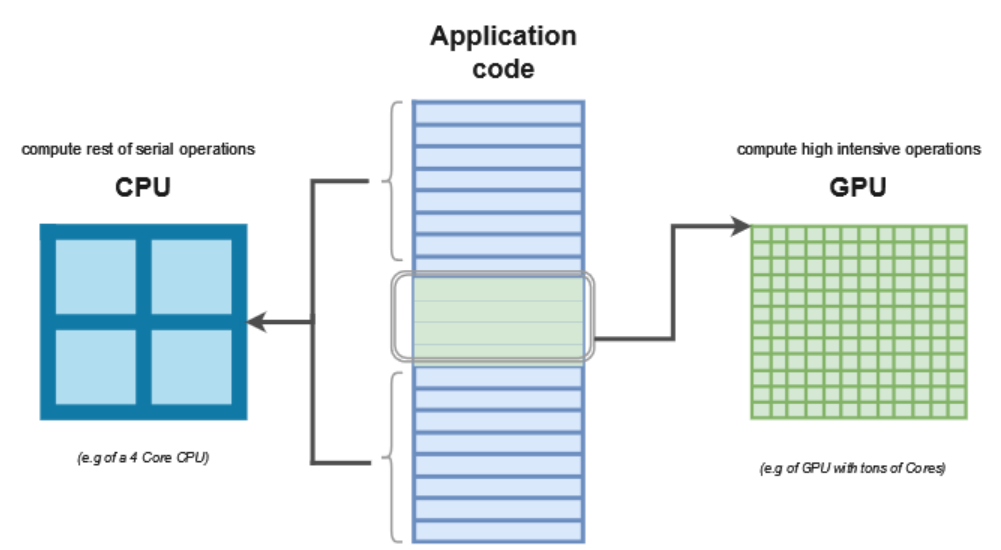 Application
code
compute rest of serial operations
CPU
(e.g of a 4 Core CPU)
compute high intensive operations
GPU
(e.g of GPU with tons of Cores)